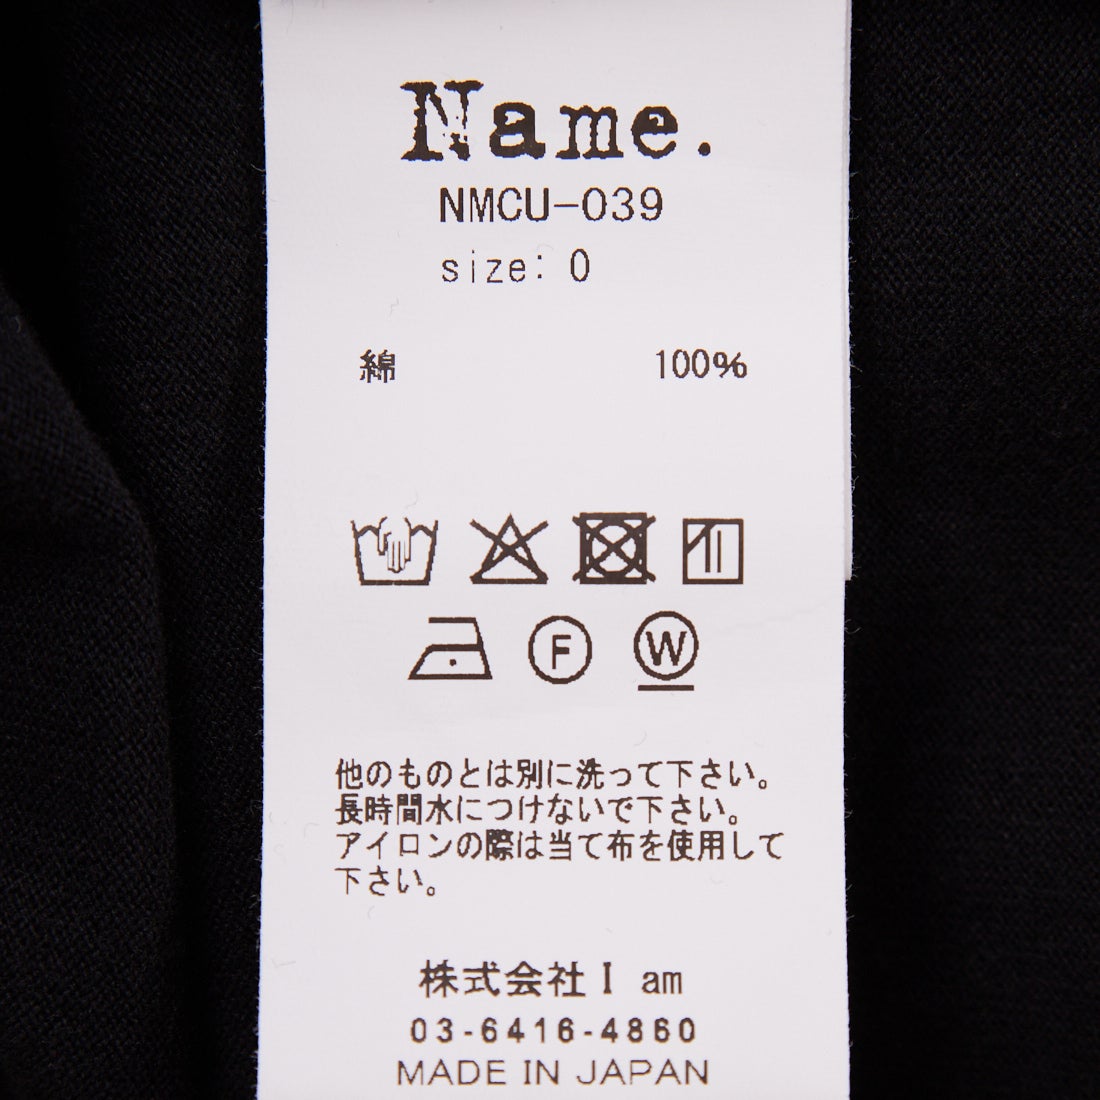 Name.
NMCU-039
size: 0
綿 100%
F W
他のものとは別に洗って下さい。
長時間水につけないで下さい。
アイロンの際は当て布を使用して
下さい。
株式会社I am
03-6416-4860
MADE IN JAPAN